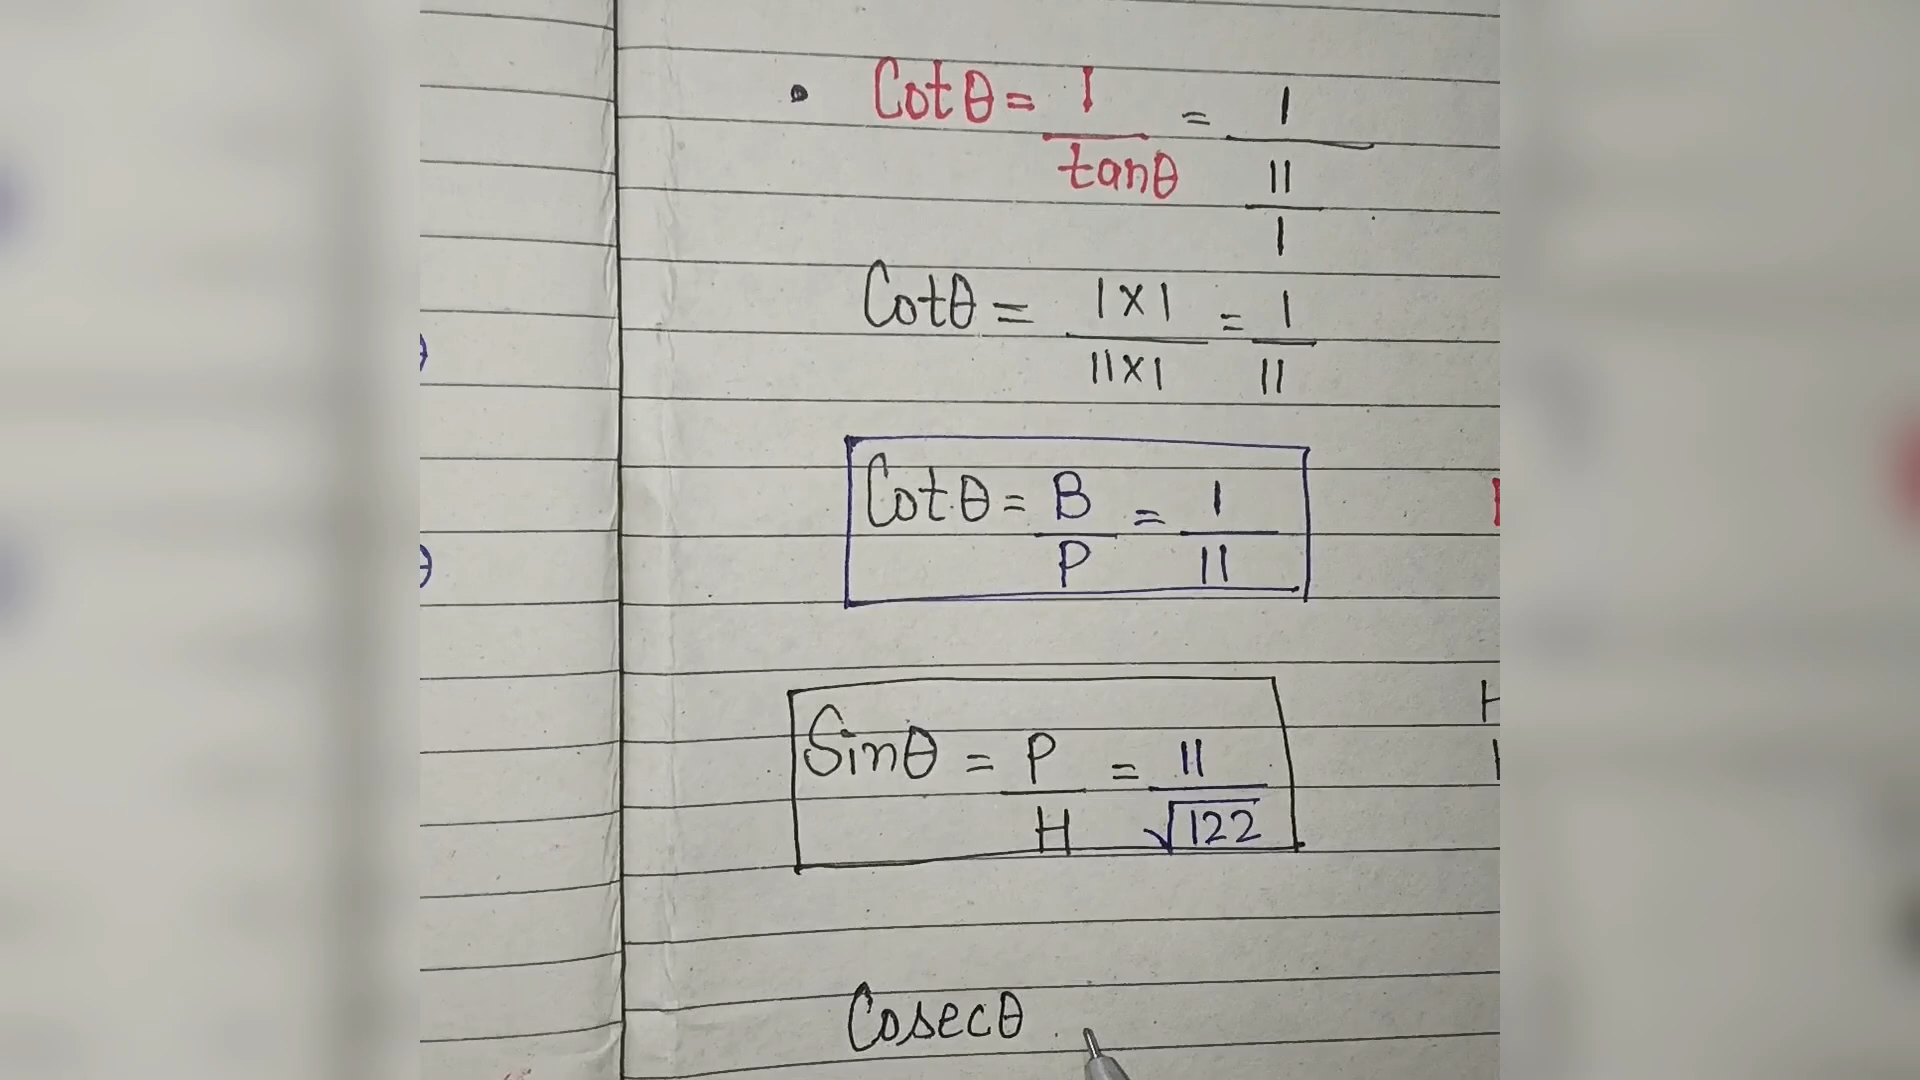 • Cotθ = 1/tanθ = 1/(11/1)
Cotθ = 1×1/11×1 = 1/11
Cot.θ = B/P = 1/11
Sinθ = P/H = 11/√122
Cosecθ